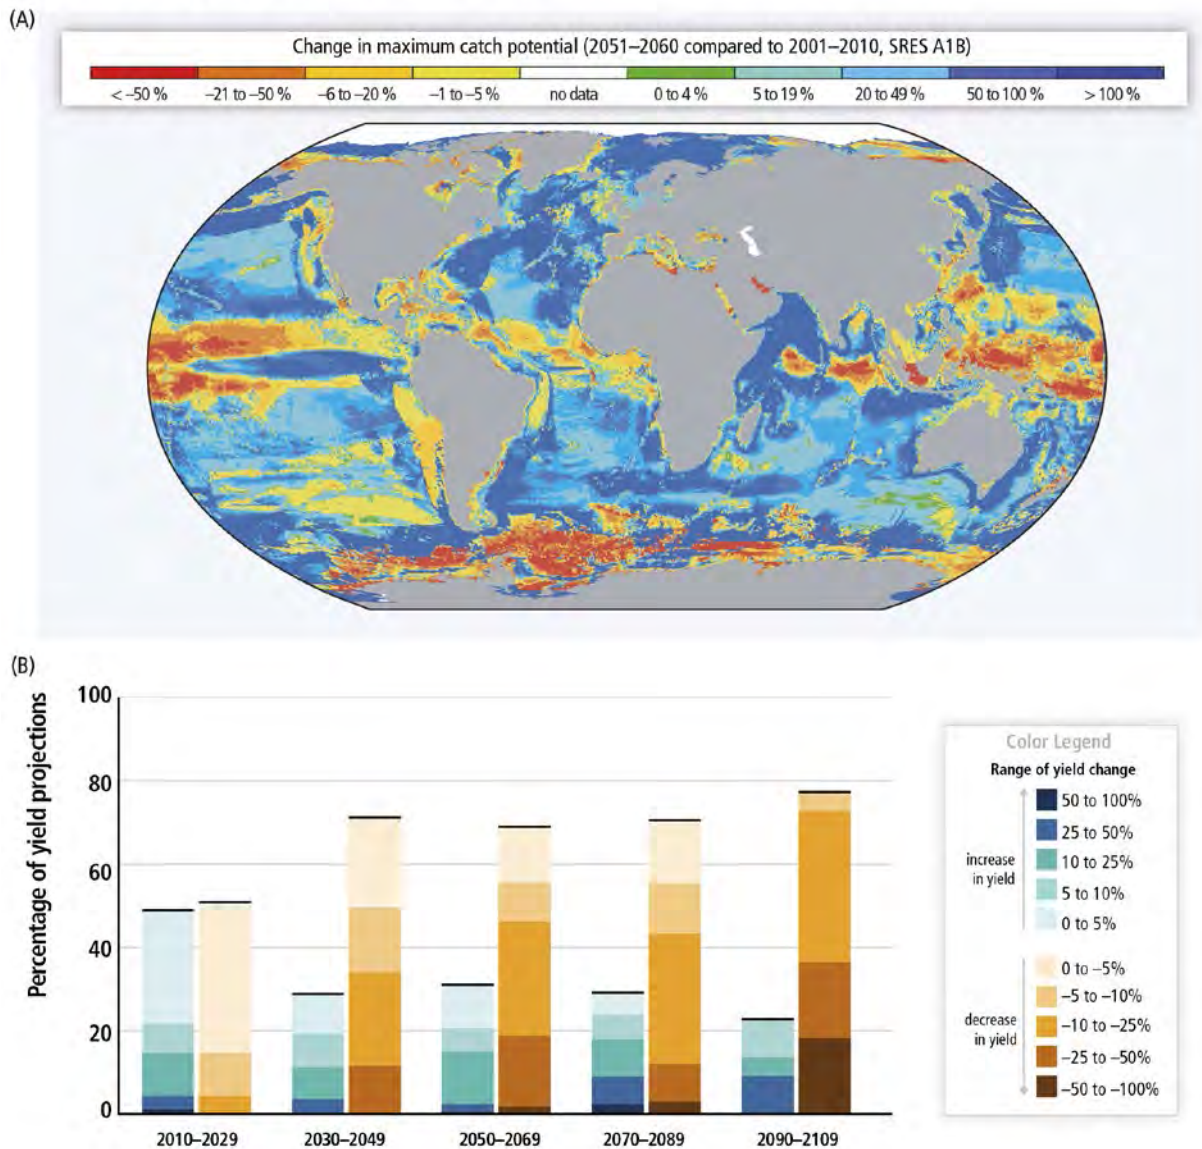 (A)
Change in maximum catch potential (2051–2060 compared to 2001–2010, SRES A1B)
< –50 % –21 to –50 % –6 to –20 % –1 to –5 % no data 0 to 4 % 5 to 19 % 20 to 49 % 50 to 100 % > 100 %
(B)
Percentage of yield projections
100
80
60
40
20
0
2010–2029 2030–2049 2050–2069 2070–2089 2090–2109
Color Legend
Range of yield change
increase
in yield
50 to 100%
25 to 50%
10 to 25%
5 to 10%
0 to 5%
decrease
in yield
0 to –5%
–5 to –10%
–10 to –25%
–25 to –50%
–50 to –100%